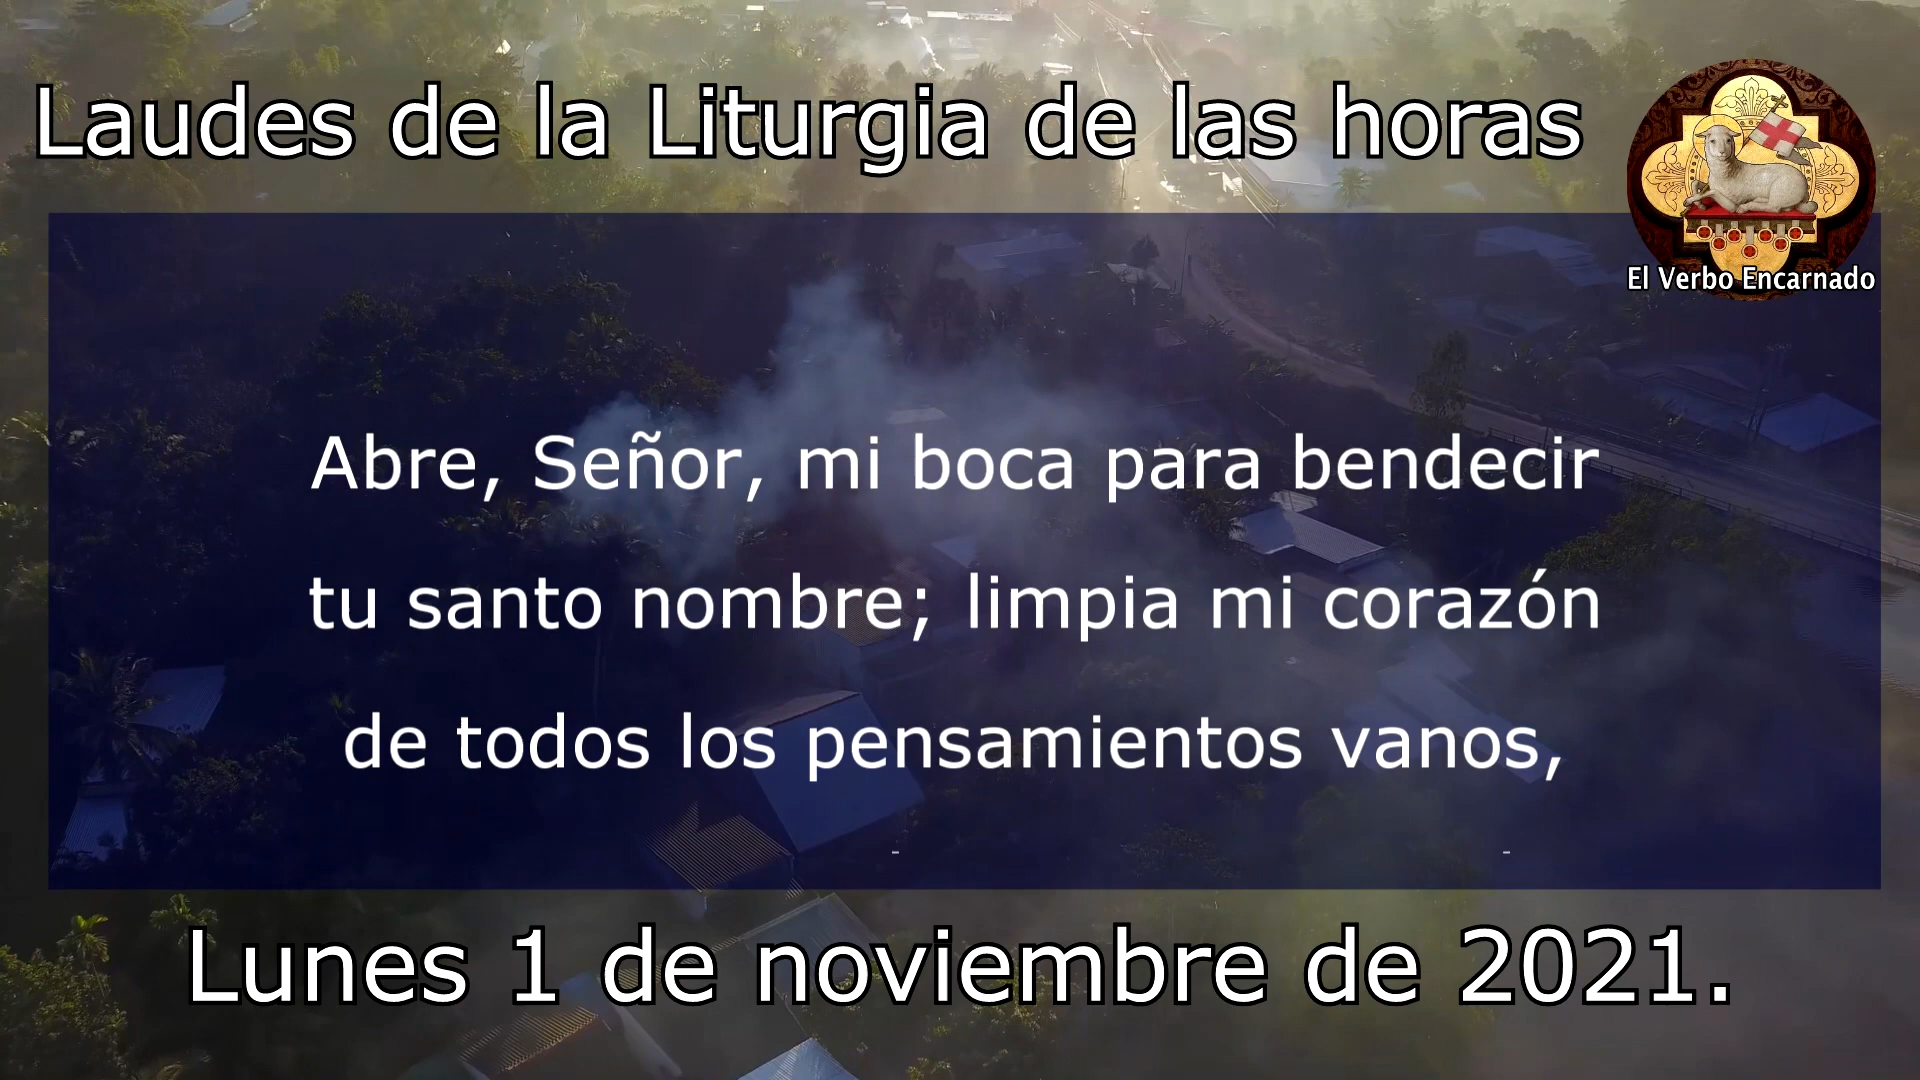 Laudes de la Liturgia de las horas
El Verbo Encarnado
Abre, Señor, mi boca para bendecir
tu santo nombre; limpia mi corazón
de todos los pensamientos vanos,
Lunes 1 de noviembre de 2021.